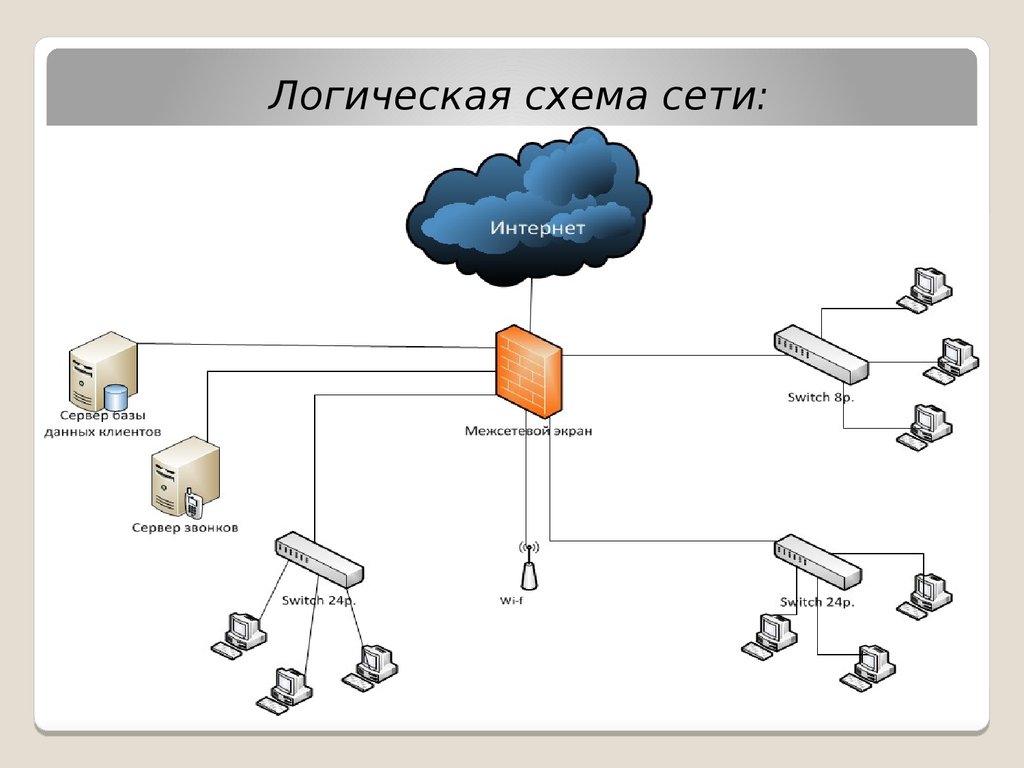 Логическая схема сети:
Интернет
Сервер базы
данных клиентов
Сервер звонков
Межсетевой экран
Switch 8p.
Switch 24p.
Wi-f
Switch 24p.